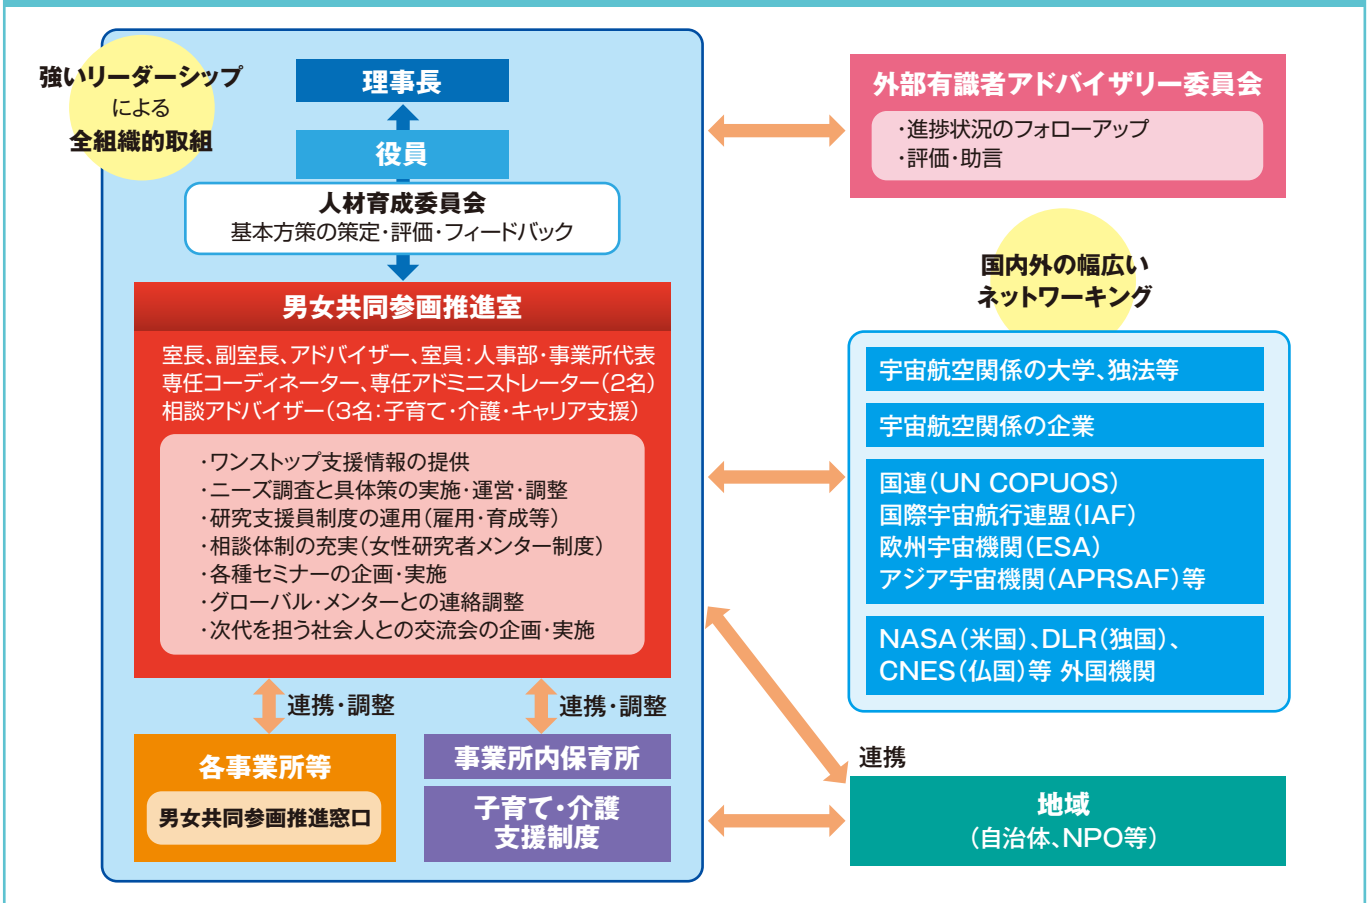 強いリーダーシップ
による
全組織的取組
理事長
役員
人材育成委員会
基本方策の策定・評価・フィードバック
男女共同参画推進室
室長、副室長、アドバイザー、室員：人事部・事業所代表
専任コーディネーター、専任アドミニストレーター（2名）
相談アドバイザー（3名：子育て・介護・キャリア支援）
・ワンストップ支援情報の提供
・ニーズ調査と具体策の実施・運営・調整
・研究支援員制度の運用（雇用・育成等）
・相談体制の充実（女性研究者メンター制度）
・各種セミナーの企画・実施
・グローバル・メンターとの連絡調整
・次代を担う社会人との交流会の企画・実施
連携・調整
連携・調整
各事業所等
男女共同参画推進窓口
事業所内保育所
子育て・介護
支援制度
外部有識者アドバイザリー委員会
・進捗状況のフォローアップ
・評価・助言
国内外の幅広い
ネットワーキング
宇宙航空関係の大学、独法等
宇宙航空関係の企業
国連（UN COPUOS）
国際宇宙航行連盟（IAF）
欧州宇宙機関（ESA）
アジア宇宙機関（APRSAF）等
NASA（米国）、DLR（独国）、
CNES（仏国）等 外国機関
連携
地域
（自治体、NPO等）